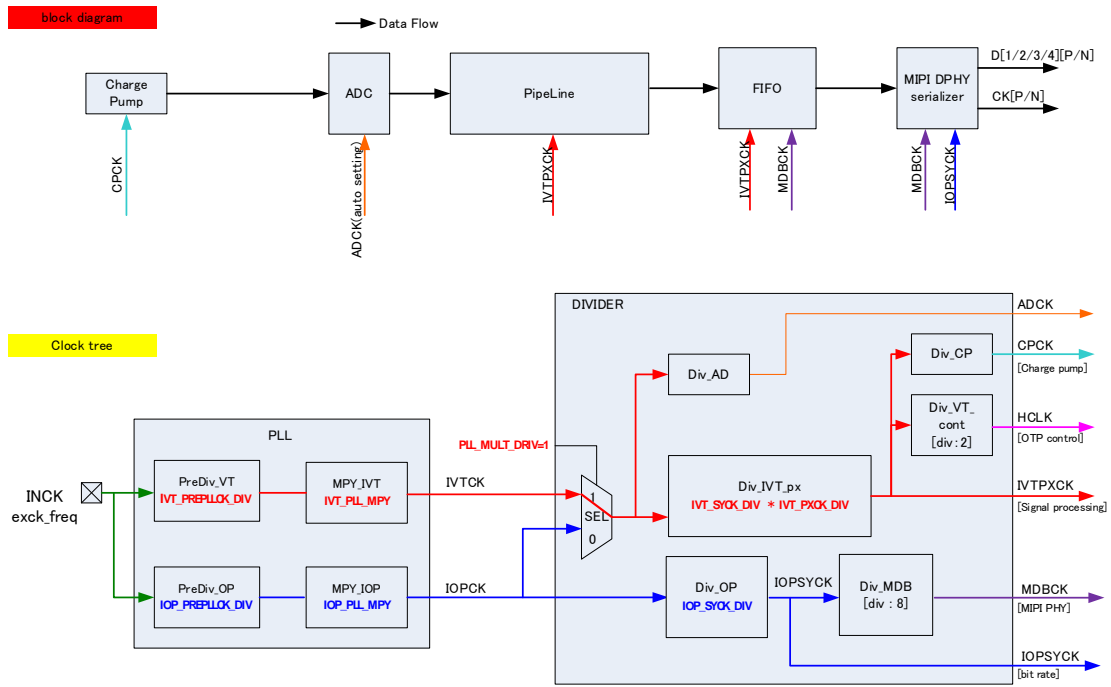 block diagram
Data Flow
Charge
Pump
ADC
PipeLine
FIFO
MIPI DPHY
serializer
D[1/2/3/4][P/N]
CK[P/N]
CPCK
ADCK(auto setting)
IVTPXCK
IVTPXCK
MDBCK
MDBCK
IOPSYCK
Clock tree
DIVIDER
ADCK
Div_AD
Div_CP
CPCK
[Charge pump]
Div_VT_
cont
[div:2]
HCLK
[OTP control]
PLL
PLL_MULT_DRIV=1
INCK
exck_freq
PreDiv_VT
IVT_PREPLLCK_DIV
MPY_IVT
IVT_PLL_MPY
IVTCK
1
SEL
0
Div_IVT_px
IVT_SYCK_DIV * IVT_PXCK_DIV
IVTPXCK
[Signal processing]
PreDiv_OP
IOP_PREPLLCK_DIV
MPY_IOP
IOP_PLL_MPY
IOPCK
Div_OP
IOP_SYCK_DIV
IOPSYCK
Div_MDB
[div : 8]
MDBCK
[MIPI PHY]
IOPSYCK
[bit rate]